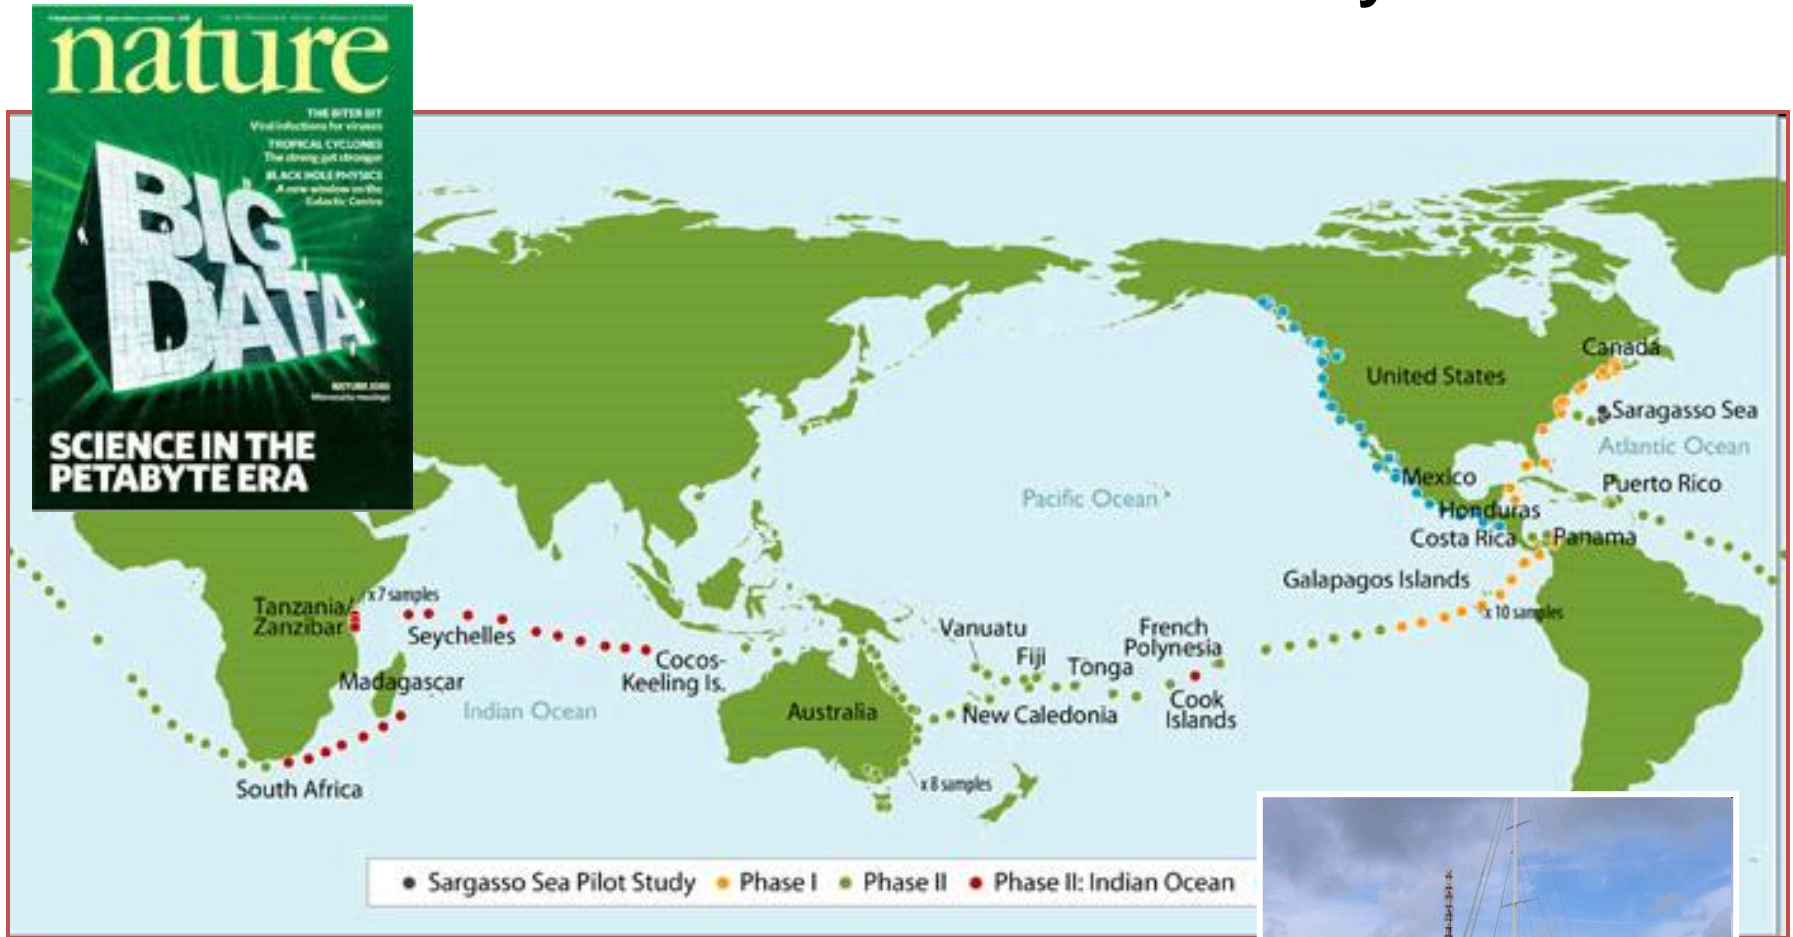 nature
THE BITER BIT
Viral infections for viruses
TROPICAL CYCLONES
The strong get stronger
BLACK HOLE PHYSICS
A new window on the
Galactic Centre
BIG
DATA
SCIENCE IN THE
PETABYTE ERA
Canada
United States
Saragasso Sea
Atlantic Ocean
Mexico
Puerto Rico
Pacific Ocean
Honduras
Costa Rica
Panama
Galapagos Islands
x 10 samples
x 7 samples
Tanzania/
Zanzibar
Seychelles
Cocos-
Keeling Is.
Madagascar
Indian Ocean
South Africa
Australia
x 8 samples
Vanuatu
Fiji
Tonga
French
Polynesia
Cook
Islands
New Caledonia
Sargasso Sea Pilot Study
Phase I
Phase II
Phase II: Indian Ocean